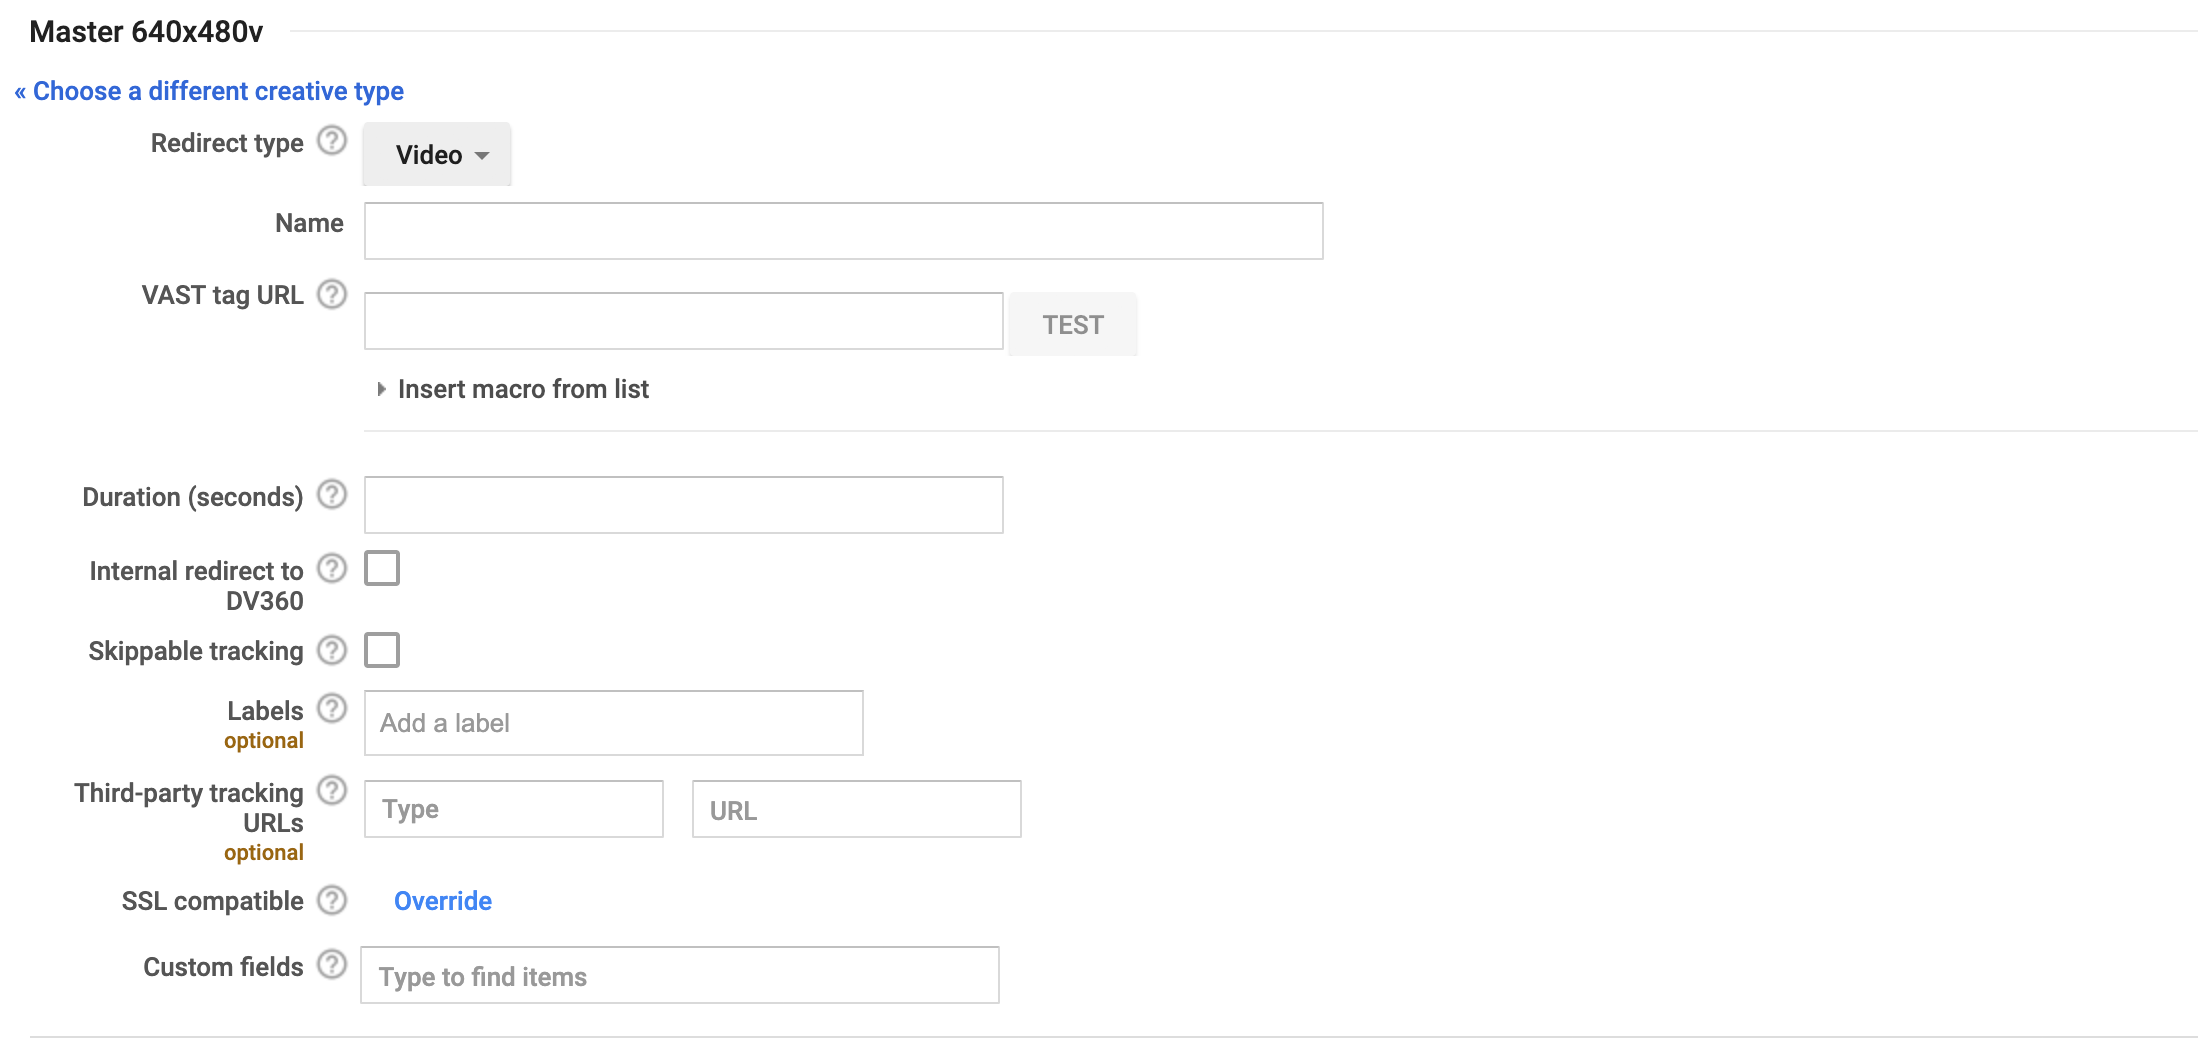 Master 640x480v
« Choose a different creative type
Redirect type ?
Video
Name
VAST tag URL ?
TEST
Insert macro from list
Duration (seconds) ?
Internal redirect to ?
DV360
Skippable tracking ?
Labels ?
optional
Add a label
Third-party tracking ?
URLs
optional
Type
URL
SSL compatible ?
Override
Custom fields ?
Type to find items